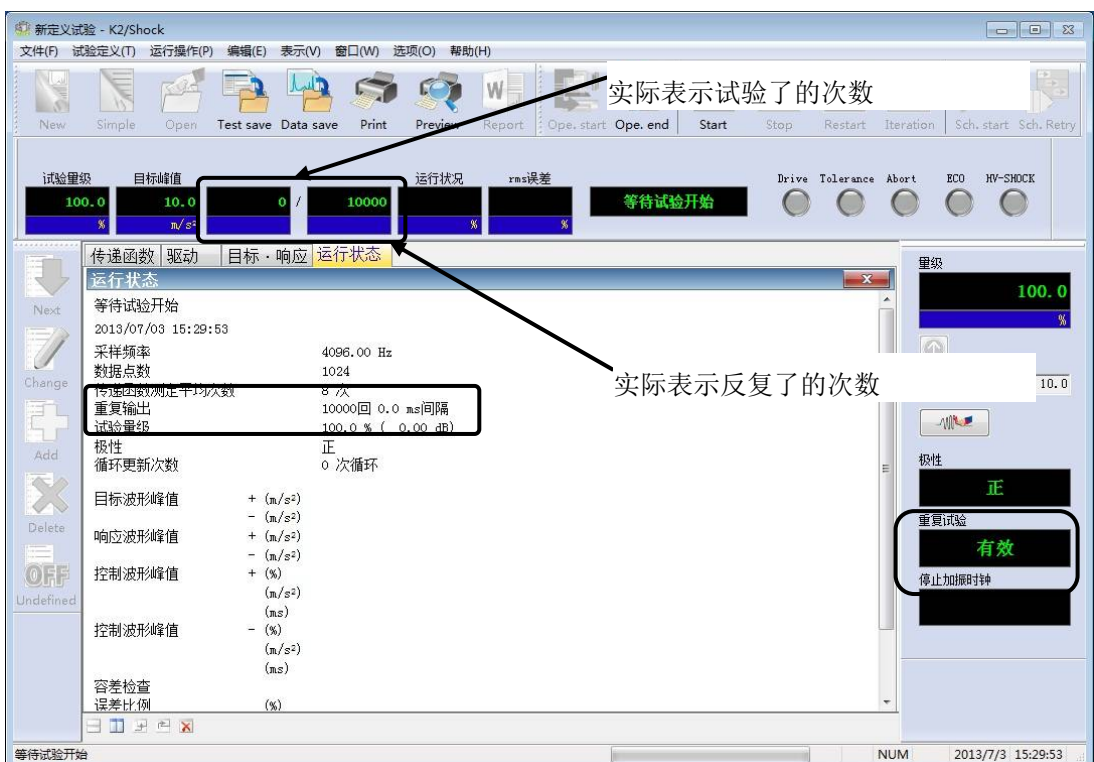 新定义试验 - K2/Shock
文件(F) 试验定义(T) 运行操作(P) 编辑(E) 表示(V) 窗口(W) 选项(O) 帮助(H)
实际表示试验了的次数
New Simple Open Test save Data save Print Preview Report Ope. start Ope. end Start Stop Restart Iteration Sch. start Sch. Retry
试验量级 目标峰值 运行状况 rms误差 Drive Tolerance Abort ECO HV-SHOCK
100.0 10.0 0 / 10000 等待试验开始
% m/s² % %
传递函数 驱动 目标・响应 运行状态
运行状态
等待试验开始
2013/07/03 15:29:53
采样频率 4096.00 Hz
数据点数 1024
传递函数测定平均次数 8 次
重复输出 10000回 0.0 ms间隔
试验量级 100.0 % ( 0.00 dB)
极性 正
循环更新次数 0 次循环
目标波形峰值 + (m/s²)
- (m/s²)
响应波形峰值 + (m/s²)
- (m/s²)
控制波形峰值 + (%)
(m/s²)
(ms)
控制波形峰值 - (%)
(m/s²)
(ms)
容差检查
误差比例 (%)
实际表示反复了的次数
Next
Change
Add
Delete
OFF
Undefined
量级
100.0
%
10.0
极性
正
重复试验
有效
停止加振时钟
等待试验开始 NUM 2013/7/3 15:29:53